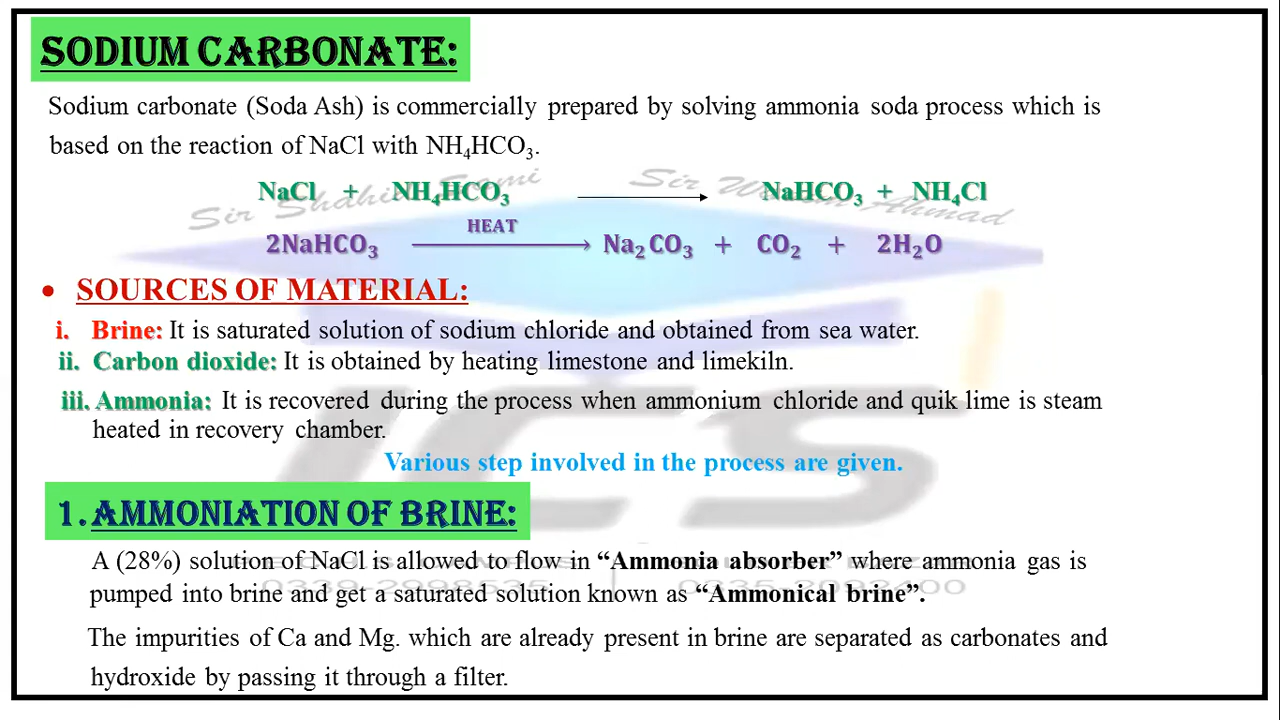 SODIUM CARBONATE:
Sodium carbonate (Soda Ash) is commercially prepared by solving ammonia soda process which is
based on the reaction of NaCl with NH₄HCO₃.
Sir Shahid Sami Sir Wasim Ahmad
NaCl + NH₄HCO₃ ⟶ NaHCO₃ + NH₄Cl
HEAT
2NaHCO₃ ⟶ Na₂CO₃ + CO₂ + 2H₂O
• SOURCES OF MATERIAL:
i. Brine: It is saturated solution of sodium chloride and obtained from sea water.
ii. Carbon dioxide: It is obtained by heating limestone and limekiln.
iii. Ammonia: It is recovered during the process when ammonium chloride and quik lime is steam
heated in recovery chamber.
ICS
Various step involved in the process are given.
1. AMMONIATION OF BRINE:
A (28%) solution of NaCl is allowed to flow in “Ammonia absorber” where ammonia gas is
pumped into brine and get a saturated solution known as “Ammonical brine”.
The impurities of Ca and Mg. which are already present in brine are separated as carbonates and
hydroxide by passing it through a filter.